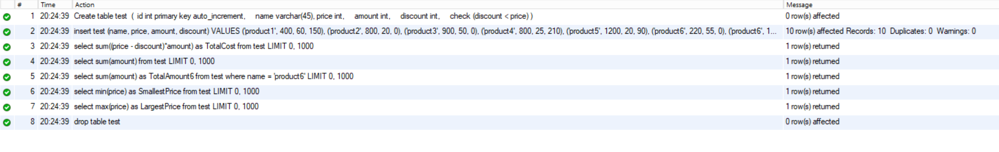 # Time Action Message
1 20:24:39 Create table test ( id int primary key auto_increment, name varchar(45), price int, amount int, discount int, check (discount < price) ) 0 row(s) affected
2 20:24:39 insert test (name, price, amount, discount) VALUES ('product1', 400, 60, 150), ('product2', 800, 20, 0), ('product3', 900, 50, 0), ('product4', 800, 25, 210), ('product5', 1200, 20, 90), ('product6', 220, 55, 0), ('product6', 1... 10 row(s) affected Records: 10 Duplicates: 0 Warnings: 0
3 20:24:39 select sum((price - discount)*amount) as TotalCost from test LIMIT 0, 1000 1 row(s) returned
4 20:24:39 select sum(amount) from test LIMIT 0, 1000 1 row(s) returned
5 20:24:39 select sum(amount) as TotalAmount6 from test where name = 'product6' LIMIT 0, 1000 1 row(s) returned
6 20:24:39 select min(price) as SmallestPrice from test LIMIT 0, 1000 1 row(s) returned
7 20:24:39 select max(price) as LargestPrice from test LIMIT 0, 1000 1 row(s) returned
8 20:24:39 drop table test 0 row(s) affected